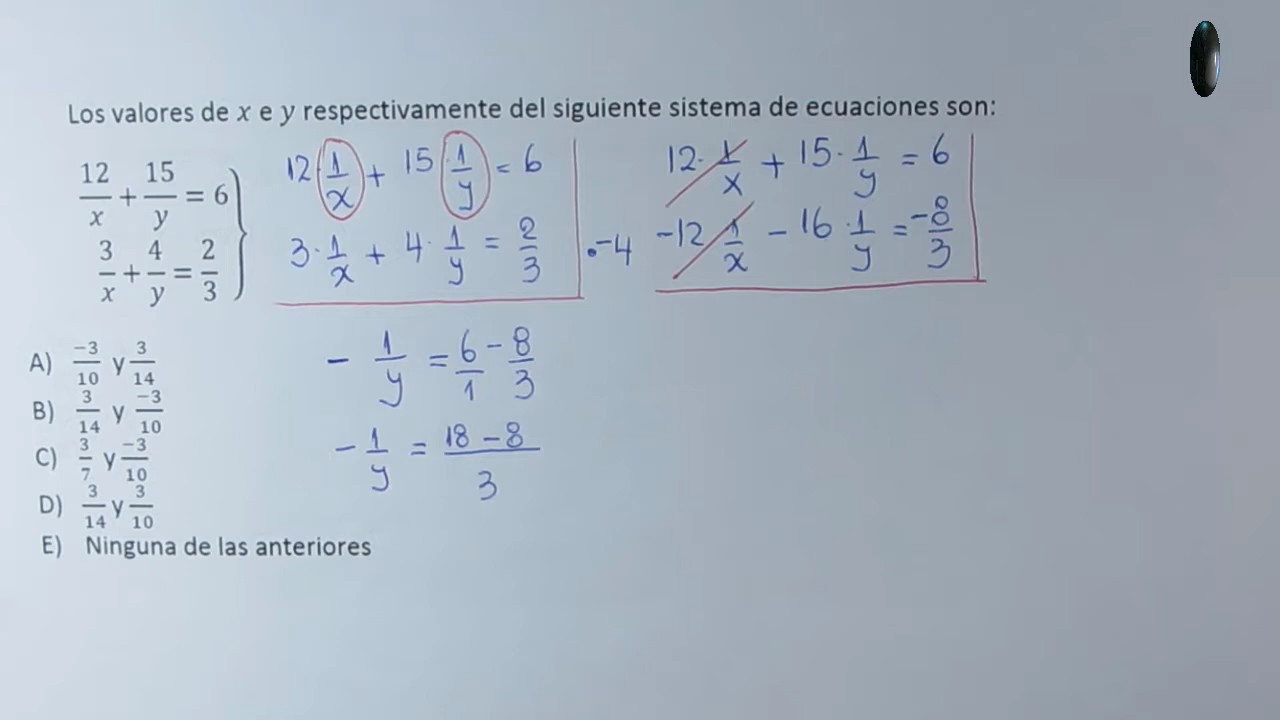 Los valores de x e y respectivamente del siguiente sistema de ecuaciones son:
12/x + 15/y = 6
3/x + 4/y = 2/3
12·1/x + 15·1/y = 6
3·1/x + 4·1/y = 2/3 ·-4
12·1/x + 15·1/y = 6
-12 1/x - 16·1/y = -8/3
- 1/y = 6/1 - 8/3
- 1/y = 18-8/3
A) -3/10 y 3/14
B) 3/14 y -3/10
C) 3/7 y -3/10
D) 3/14 y 3/10
E) Ninguna de las anteriores